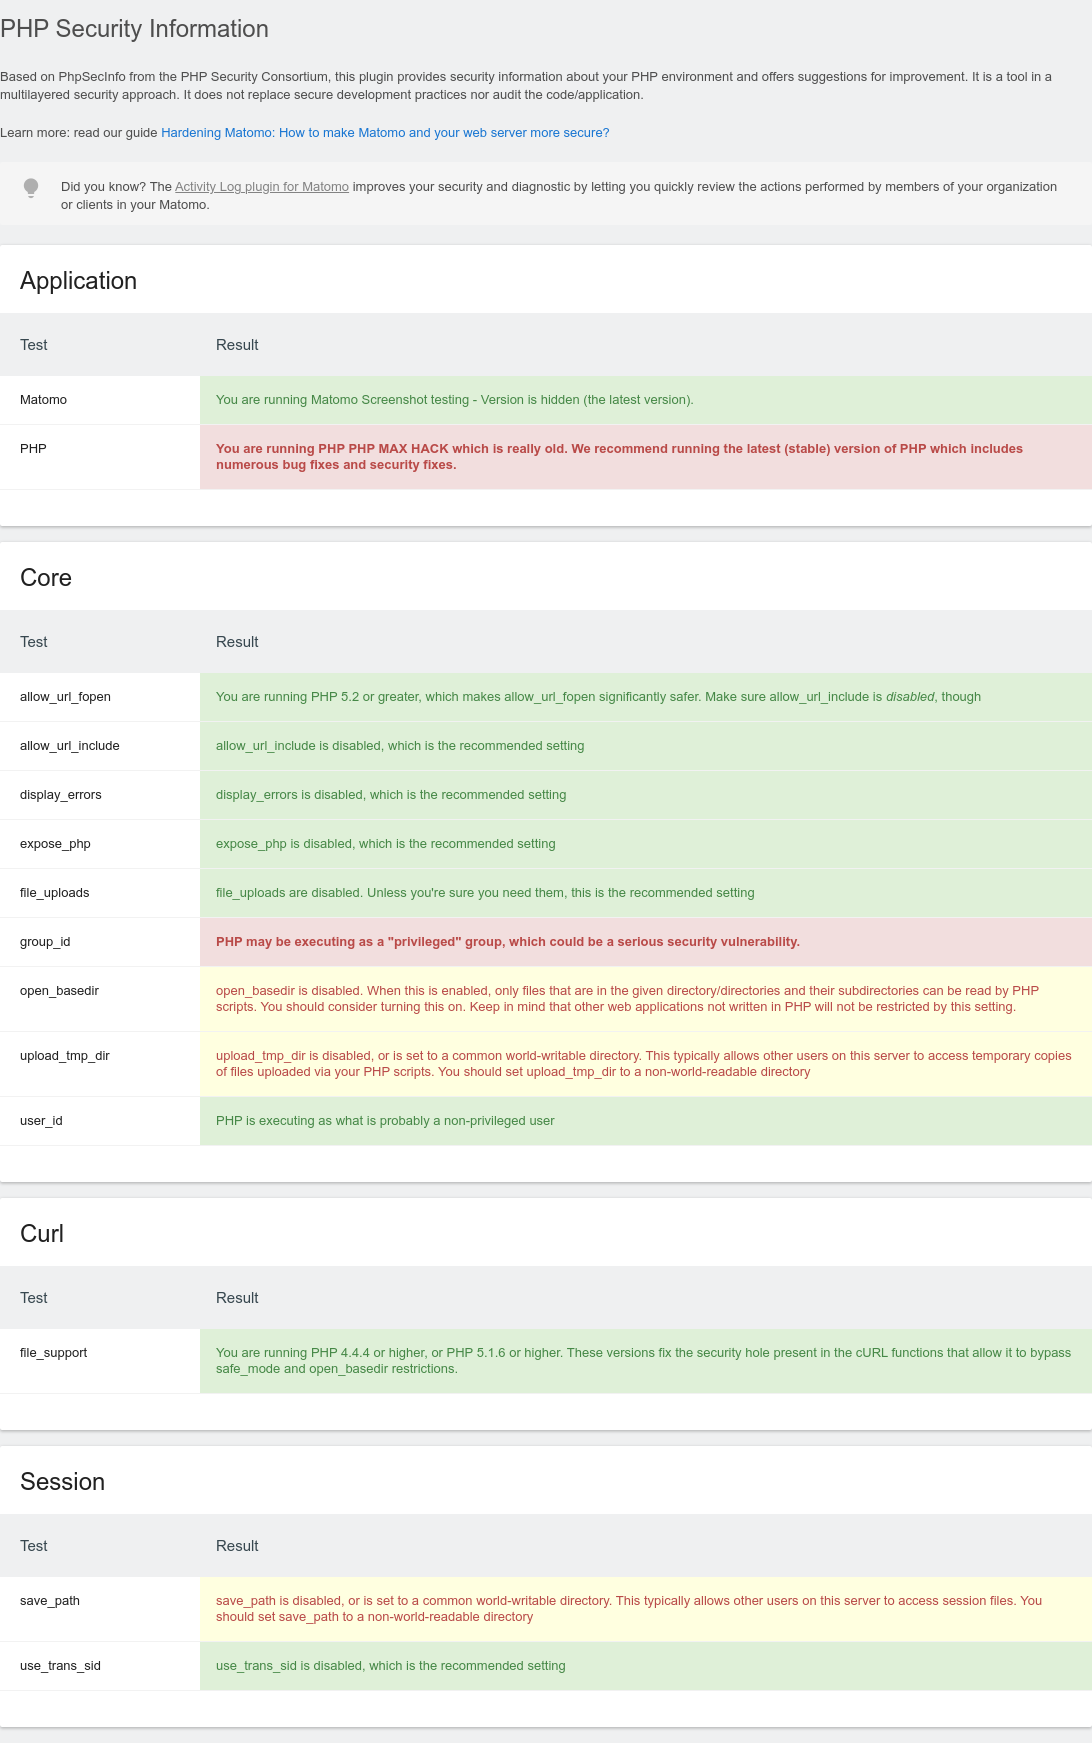 PHP Security Information
Based on PhpSecInfo from the PHP Security Consortium, this plugin provides security information about your PHP environment and offers suggestions for improvement. It is a tool in a
multilayered security approach. It does not replace secure development practices nor audit the code/application.
Learn more: read our guide Hardening Matomo: How to make Matomo and your web server more secure?
Did you know? The Activity Log plugin for Matomo improves your security and diagnostic by letting you quickly review the actions performed by members of your organization
or clients in your Matomo.
Application
Test Result
Matomo You are running Matomo Screenshot testing - Version is hidden (the latest version).
PHP You are running PHP PHP MAX HACK which is really old. We recommend running the latest (stable) version of PHP which includes
numerous bug fixes and security fixes.
Core
Test Result
allow_url_fopen You are running PHP 5.2 or greater, which makes allow_url_fopen significantly safer. Make sure allow_url_include is disabled, though
allow_url_include allow_url_include is disabled, which is the recommended setting
display_errors display_errors is disabled, which is the recommended setting
expose_php expose_php is disabled, which is the recommended setting
file_uploads file_uploads are disabled. Unless you're sure you need them, this is the recommended setting
group_id PHP may be executing as a "privileged" group, which could be a serious security vulnerability.
open_basedir open_basedir is disabled. When this is enabled, only files that are in the given directory/directories and their subdirectories can be read by PHP
scripts. You should consider turning this on. Keep in mind that other web applications not written in PHP will not be restricted by this setting.
upload_tmp_dir upload_tmp_dir is disabled, or is set to a common world-writable directory. This typically allows other users on this server to access temporary copies
of files uploaded via your PHP scripts. You should set upload_tmp_dir to a non-world-readable directory
user_id PHP is executing as what is probably a non-privileged user
Curl
Test Result
file_support You are running PHP 4.4.4 or higher, or PHP 5.1.6 or higher. These versions fix the security hole present in the cURL functions that allow it to bypass
safe_mode and open_basedir restrictions.
Session
Test Result
save_path save_path is disabled, or is set to a common world-writable directory. This typically allows other users on this server to access session files. You
should set save_path to a non-world-readable directory
use_trans_sid use_trans_sid is disabled, which is the recommended setting